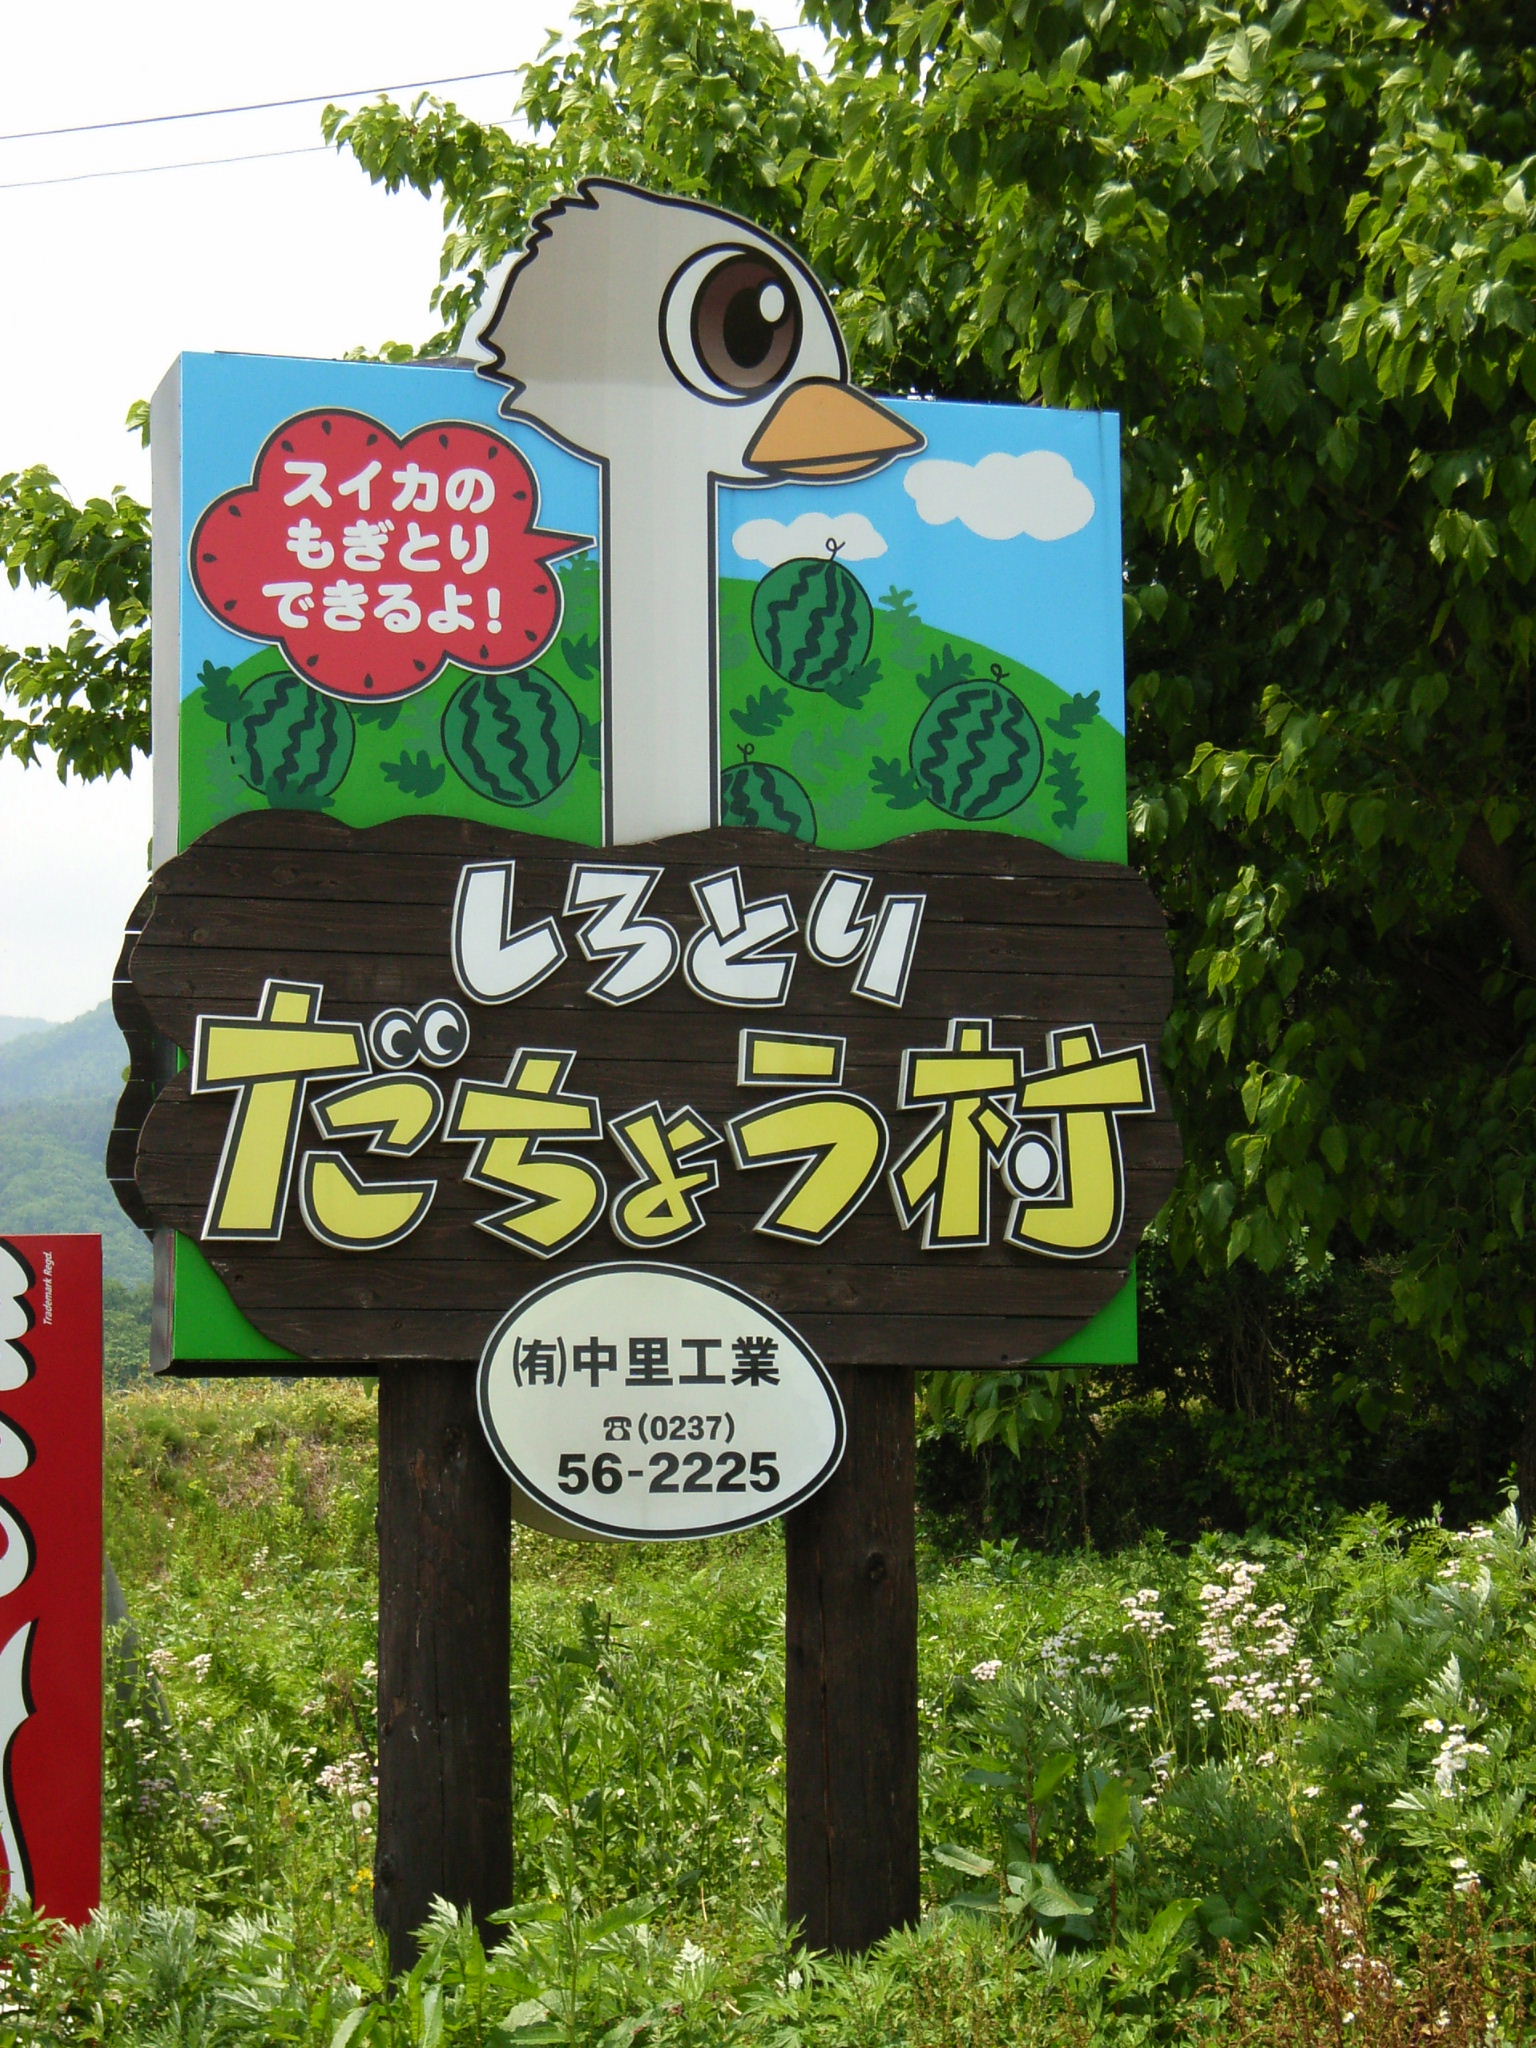 スイカの
もぎとり
できるよ!
しろとり
だちょう村
㈲中里工業
☎(0237)
56-2225
Trademark Regd.